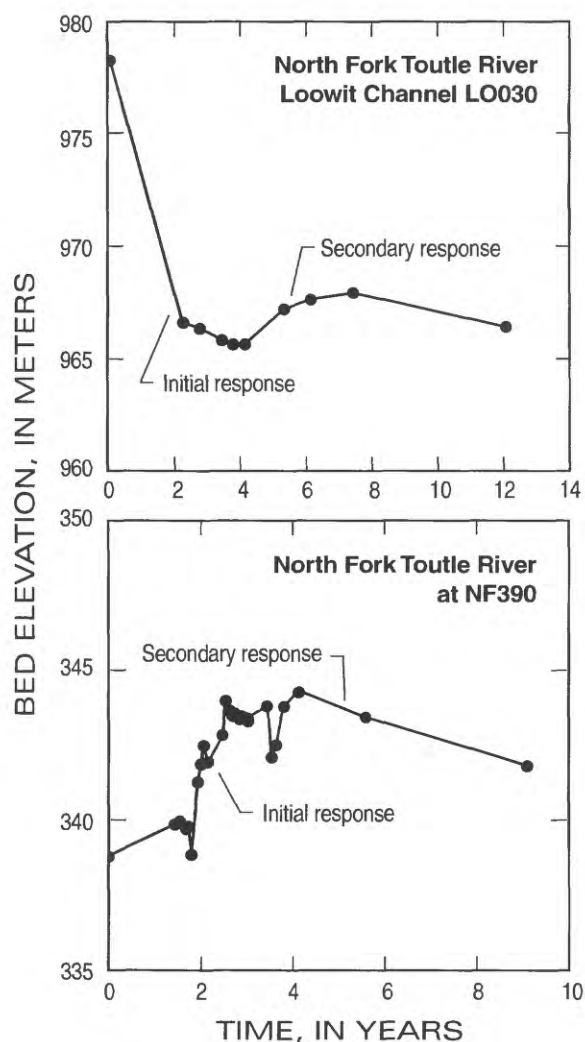 BED ELEVATION, IN METERS
980
975
970
965
960
North Fork Toutle River
Loowit Channel LO030
Secondary response
Initial response
0 2 4 6 8 10 12 14
350
345
340
335
North Fork Toutle River
at NF390
Secondary response
Initial response
0 2 4 6 8 10
TIME, IN YEARS